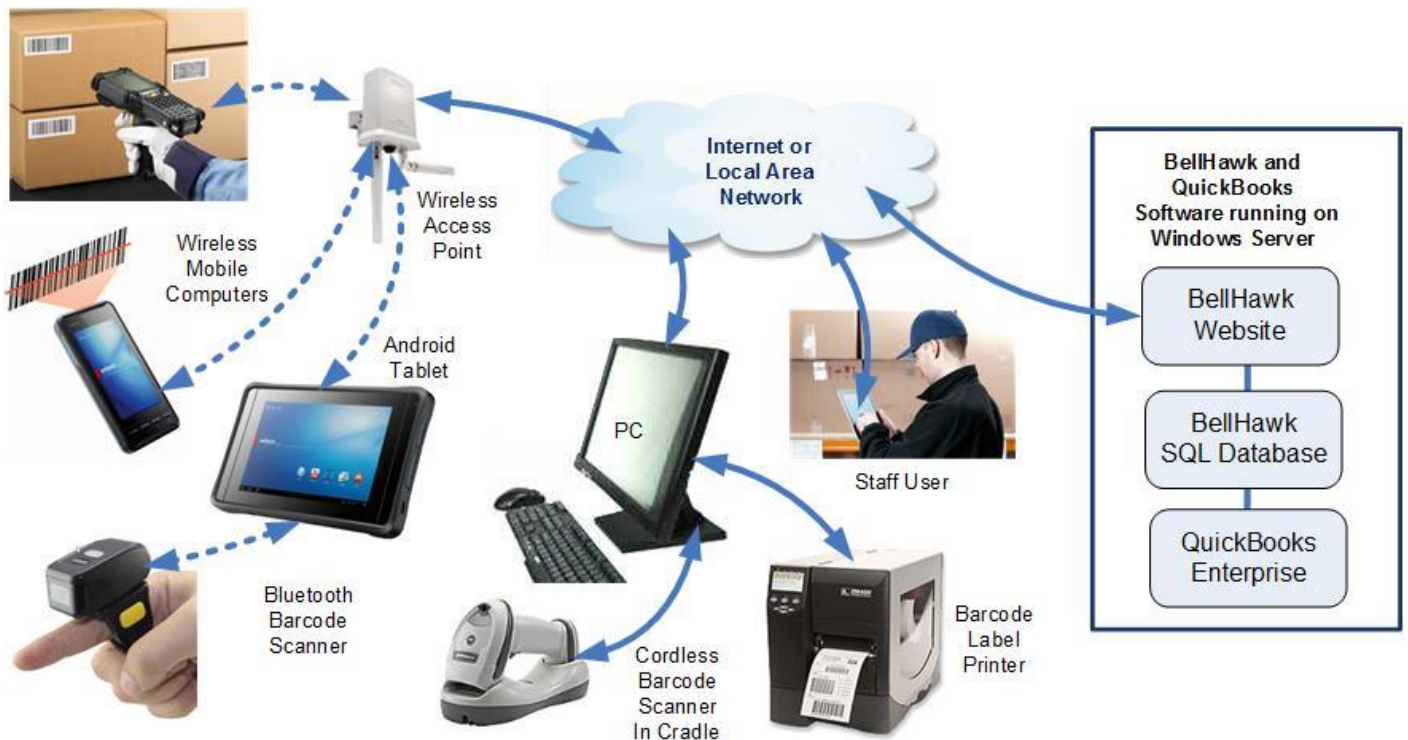 Wireless
Access
Point
Internet or
Local Area
Network
BellHawk and
QuickBooks
Software running on
Windows Server
BellHawk
Website
BellHawk
SQL Database
QuickBooks
Enterprise
Wireless
Mobile
Computers
Android
Tablet
PC
Staff User
Bluetooth
Barcode
Scanner
Cordless
Barcode
Scanner
In Cradle
Barcode
Label
Printer